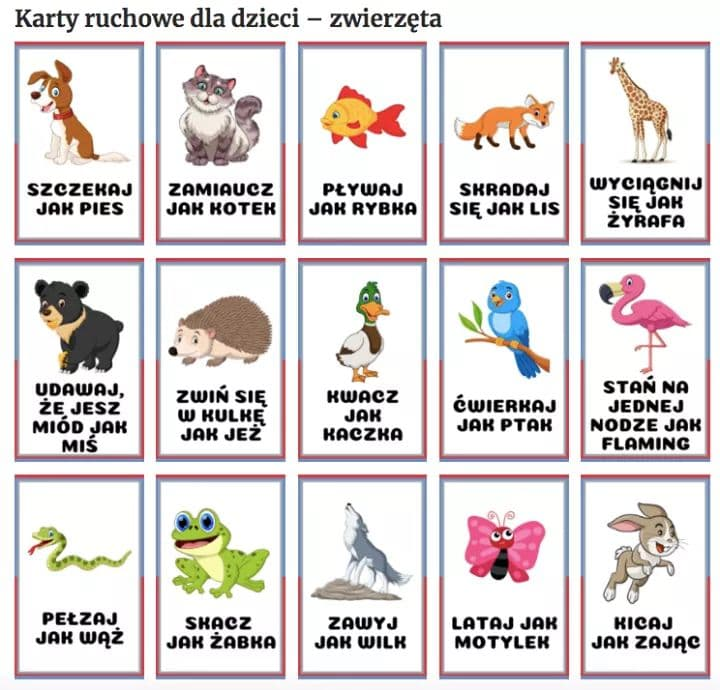 Karty ruchowe dla dzieci – zwierzęta
SZCZEKAJ
JAK PIES
ZAMIAUCZ
JAK KOTEK
PŁYWAJ
JAK RYBKA
SKRADAJ
SIĘ JAK LIS
WYCIĄGNIJ
SIĘ JAK
ŻYRAFA
UDAWAJ,
ŻE JESZ
MIÓD JAK
MIŚ
ZWIŃ SIĘ
W KULKĘ
JAK JEŻ
KWACZ
JAK
KACZKA
ĆWIERKAJ
JAK PTAK
STAŃ NA
JEDNEJ
NODZE JAK
FLAMING
PEŁZAJ
JAK WĄŻ
SKACZ
JAK ŻABKA
ZAWYJ
JAK WILK
LATAJ JAK
MOTYLEK
KICAJ
JAK ZAJĄC